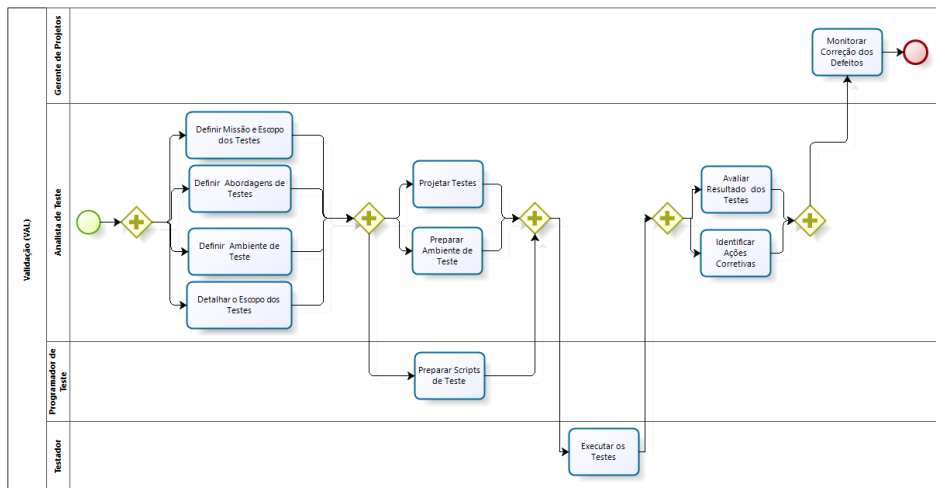 Validação (VAL)
Gerente de Projetos
Monitorar
Correção dos
Defeitos
Analista de Teste
Definir Missão e Escopo
dos Testes
Definir Abordagens de
Testes
Definir Ambiente de
Teste
Detalhar o Escopo dos
Testes
Projetar Testes
Preparar
Ambiente de
Teste
Avaliar
Resultado dos
Testes
Identificar
Ações
Corretivas
Programador de
Teste
Preparar Scripts
de Teste
Testador
Executar os
Testes